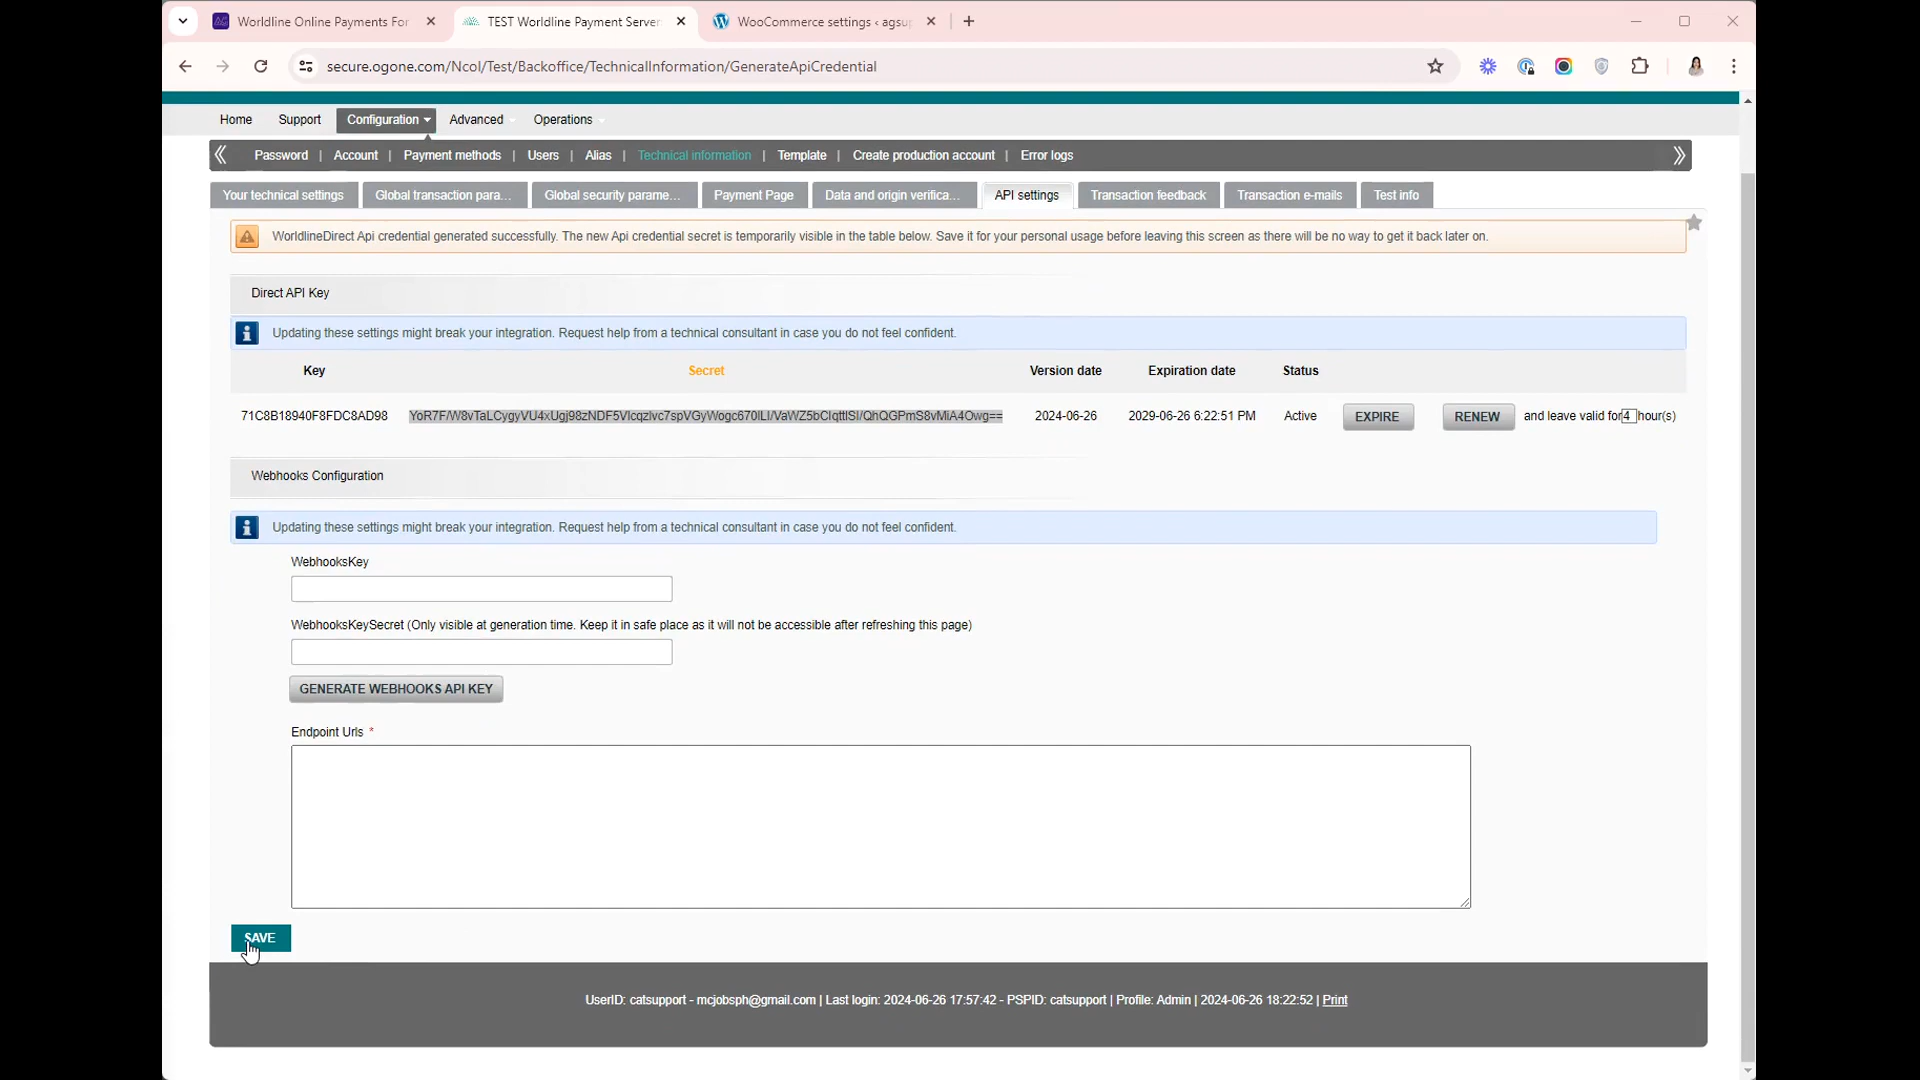 Worldline Online Payments For
TEST Worldline Payment Server
WooCommerce settings ‹ agsu
secure.ogone.com/Ncol/Test/Backoffice/TechnicalInformation/GenerateApiCredential
Home Support Configuration Advanced Operations
Password | Account | Payment methods | Users | Alias | Technical information | Template | Create production account | Error logs
Your technical settings Global transaction para... Global security parame... Payment Page Data and origin verifica... API settings Transaction feedback Transaction e-mails Test info
WorldlineDirect Api credential generated successfully. The new Api credential secret is temporarily visible in the table below. Save it for your personal usage before leaving this screen as there will be no way to get it back later on.
Direct API Key
Updating these settings might break your integration. Request help from a technical consultant in case you do not feel confident.
Key Secret Version date Expiration date Status
71C8B18940F8FDC8AD98 2024-06-26 2029-06-26 6:22:51 PM Active EXPIRE RENEW and leave valid for 4 hour(s)
Webhooks Configuration
Updating these settings might break your integration. Request help from a technical consultant in case you do not feel confident.
WebhooksKey
WebhooksKeySecret (Only visible at generation time. Keep it in safe place as it will not be accessible after refreshing this page)
GENERATE WEBHOOKS API KEY
Endpoint Urls *
SAVE
UserID: catsupport - mcjobsph@gmail.com | Last login: 2024-06-26 17:57:42 - PSPID: catsupport | Profile: Admin | 2024-06-26 18:22:52 | Print